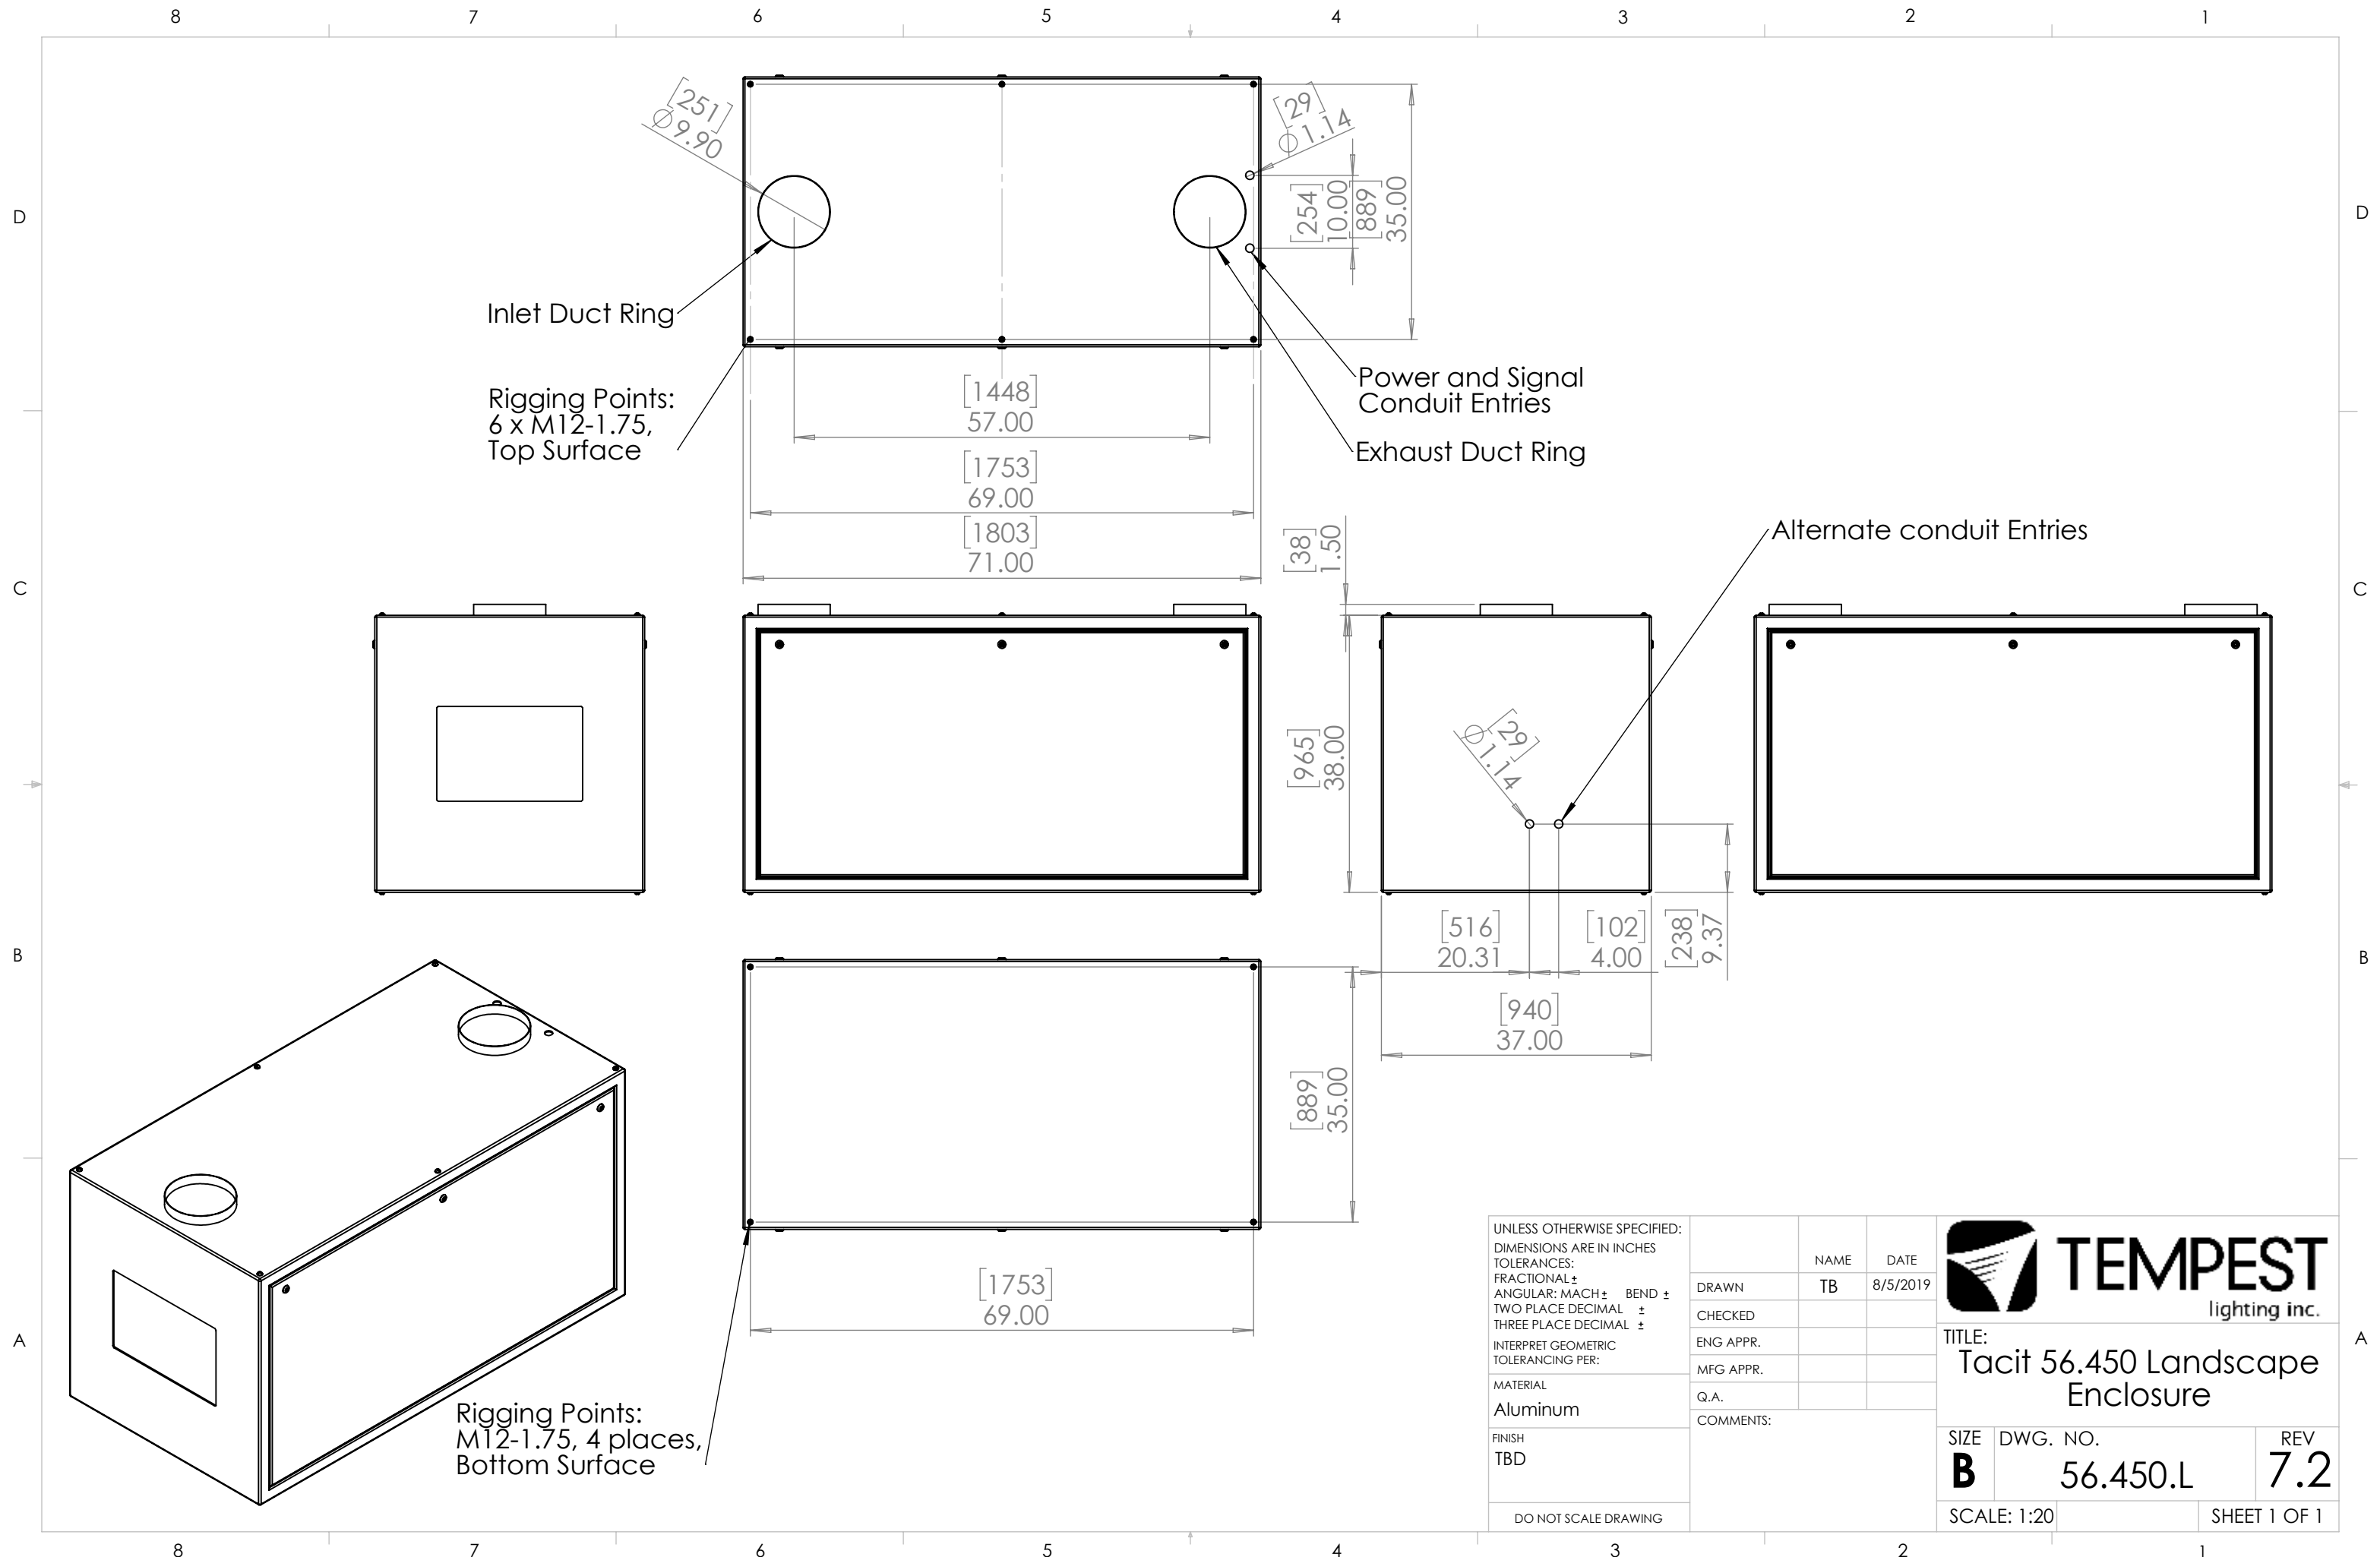 8 7 6 5 4 3 2 1
D
D
[251]
∅9.90
[29]
∅1.14
[254]
10.00
[889]
35.00
Inlet Duct Ring
Rigging Points:
6 x M12-1.75,
Top Surface
[1448]
57.00
[1753]
69.00
[1803]
71.00
Power and Signal
Conduit Entries
Exhaust Duct Ring
Alternate conduit Entries
C
C
[38]
1.50
[965]
38.00
[29]
∅1.14
[516]
20.31
[102]
4.00
[238]
9.37
[940]
37.00
B
B
[889]
35.00
[1753]
69.00
Rigging Points:
M12-1.75, 4 places,
Bottom Surface
A
A
UNLESS OTHERWISE SPECIFIED:
DIMENSIONS ARE IN INCHES
TOLERANCES:
FRACTIONAL ±
ANGULAR: MACH ± BEND ±
TWO PLACE DECIMAL ±
THREE PLACE DECIMAL ±
INTERPRET GEOMETRIC
TOLERANCING PER:
MATERIAL
Aluminum
FINISH
TBD
DO NOT SCALE DRAWING
NAME DATE
DRAWN TB 8/5/2019
CHECKED
ENG APPR.
MFG APPR.
Q.A.
COMMENTS:
TEMPEST
lighting inc.
TITLE:
Tacit 56.450 Landscape
Enclosure
SIZE DWG. NO. REV
B 56.450.L 7.2
SCALE: 1:20 SHEET 1 OF 1
8 7 6 5 4 3 2 1